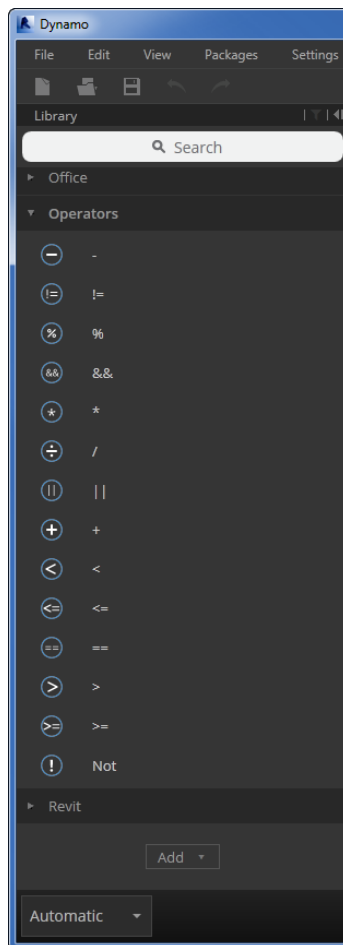 Dynamo
File Edit View Packages Settings
Library
Search
Office
Operators
- -
!= !=
% %
&& &&
* *
÷ /
|| ||
+ +
< <
<= <=
== ==
> >
>= >=
! Not
Revit
Add
Automatic